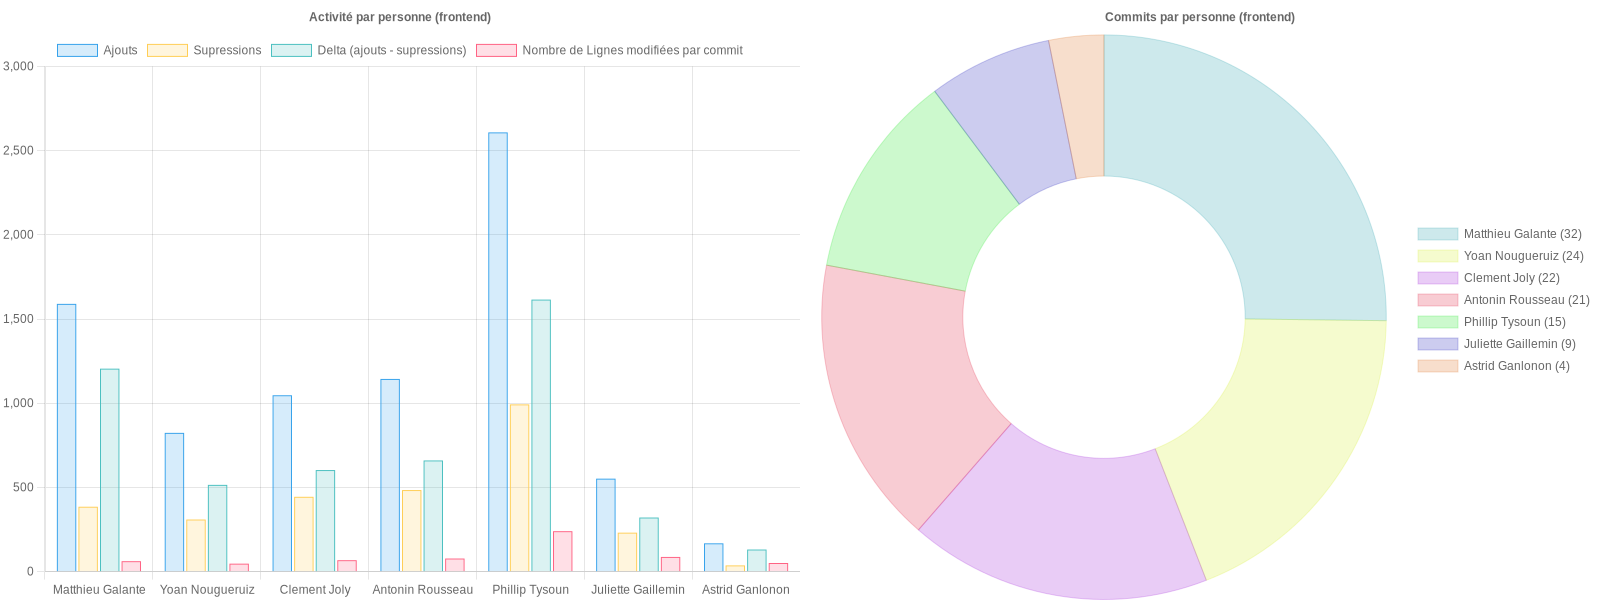 Activité par personne (frontend)
Ajouts Supressions Delta (ajouts - supressions) Nombre de Lignes modifiées par commit
3,000
2,500
2,000
1,500
1,000
500
0
Matthieu Galante Yoan Nougueruiz Clement Joly Antonin Rousseau Phillip Tysoun Juliette Gaillemin Astrid Ganlonon
Commits par personne (frontend)
Matthieu Galante (32)
Yoan Nougueruiz (24)
Clement Joly (22)
Antonin Rousseau (21)
Phillip Tysoun (15)
Juliette Gaillemin (9)
Astrid Ganlonon (4)